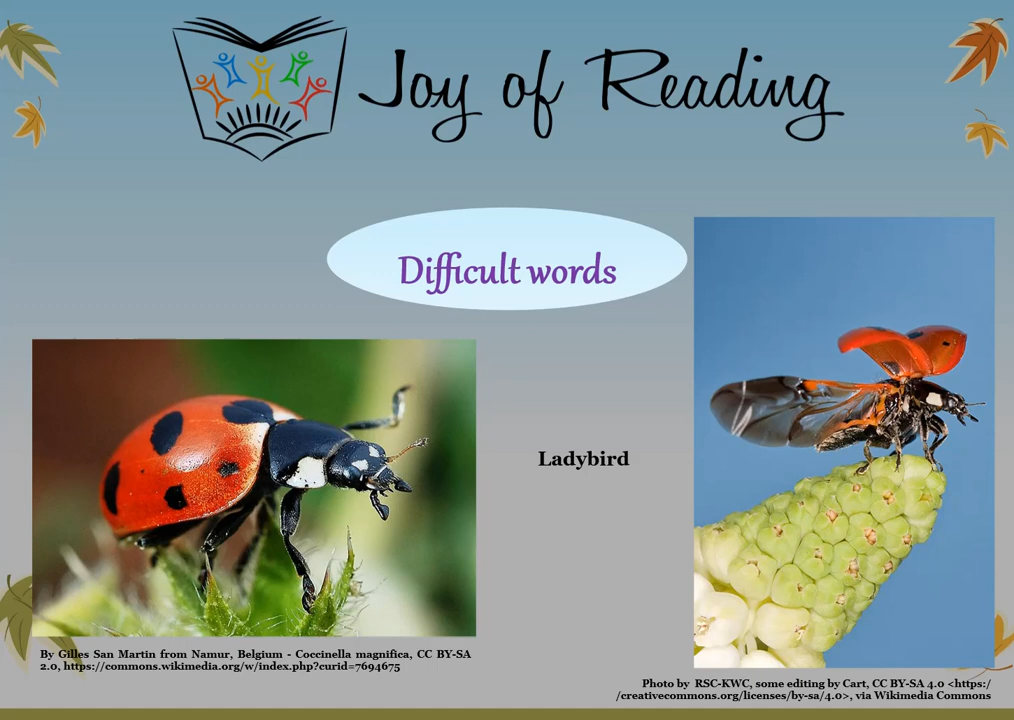 Joy of Reading
Difficult words
Ladybird
By Gilles San Martin from Namur, Belgium - Coccinella magnifica, CC BY-SA
2.0, https://commons.wikimedia.org/w/index.php?curid=7694675
Photo by RSC-KWC, some editing by Cart, CC BY-SA 4.0 <https:/
/creativecommons.org/licenses/by-sa/4.0>, via Wikimedia Commons